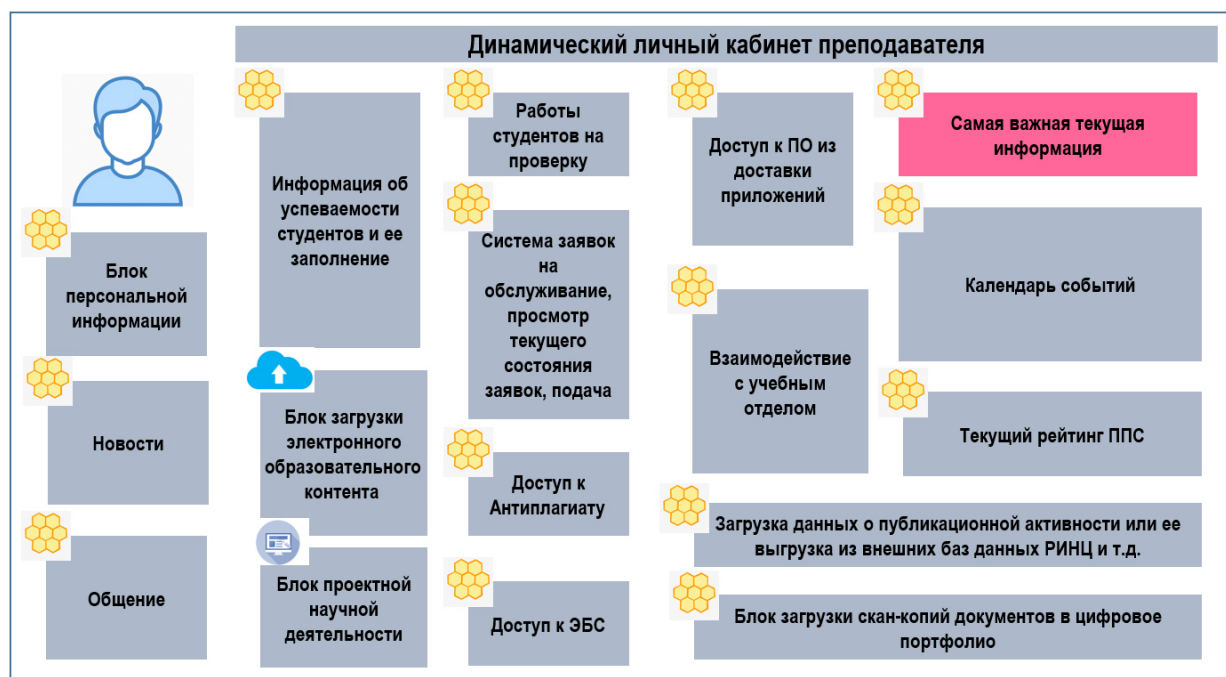 Динамический личный кабинет преподавателя
Блок
персональной
информации
Новости
Общение
Информация об
успеваемости
студентов и ее
заполнение
Блок загрузки
электронного
образовательного
контента
Блок проектной
научной
деятельности
Работы
студентов на
проверку
Система заявок
на
обслуживание,
просмотр
текущего
состояния
заявок, подача
Доступ к
Антиплагиату
Доступ к ЭБС
Доступ к ПО из
доставки
приложений
Взаимодействие
с учебным
отделом
Самая важная текущая
информация
Календарь событий
Текущий рейтинг ППС
Загрузка данных о публикационной активности или ее
выгрузка из внешних баз данных РИНЦ и т.д.
Блок загрузки скан-копий документов в цифровое
портфолио